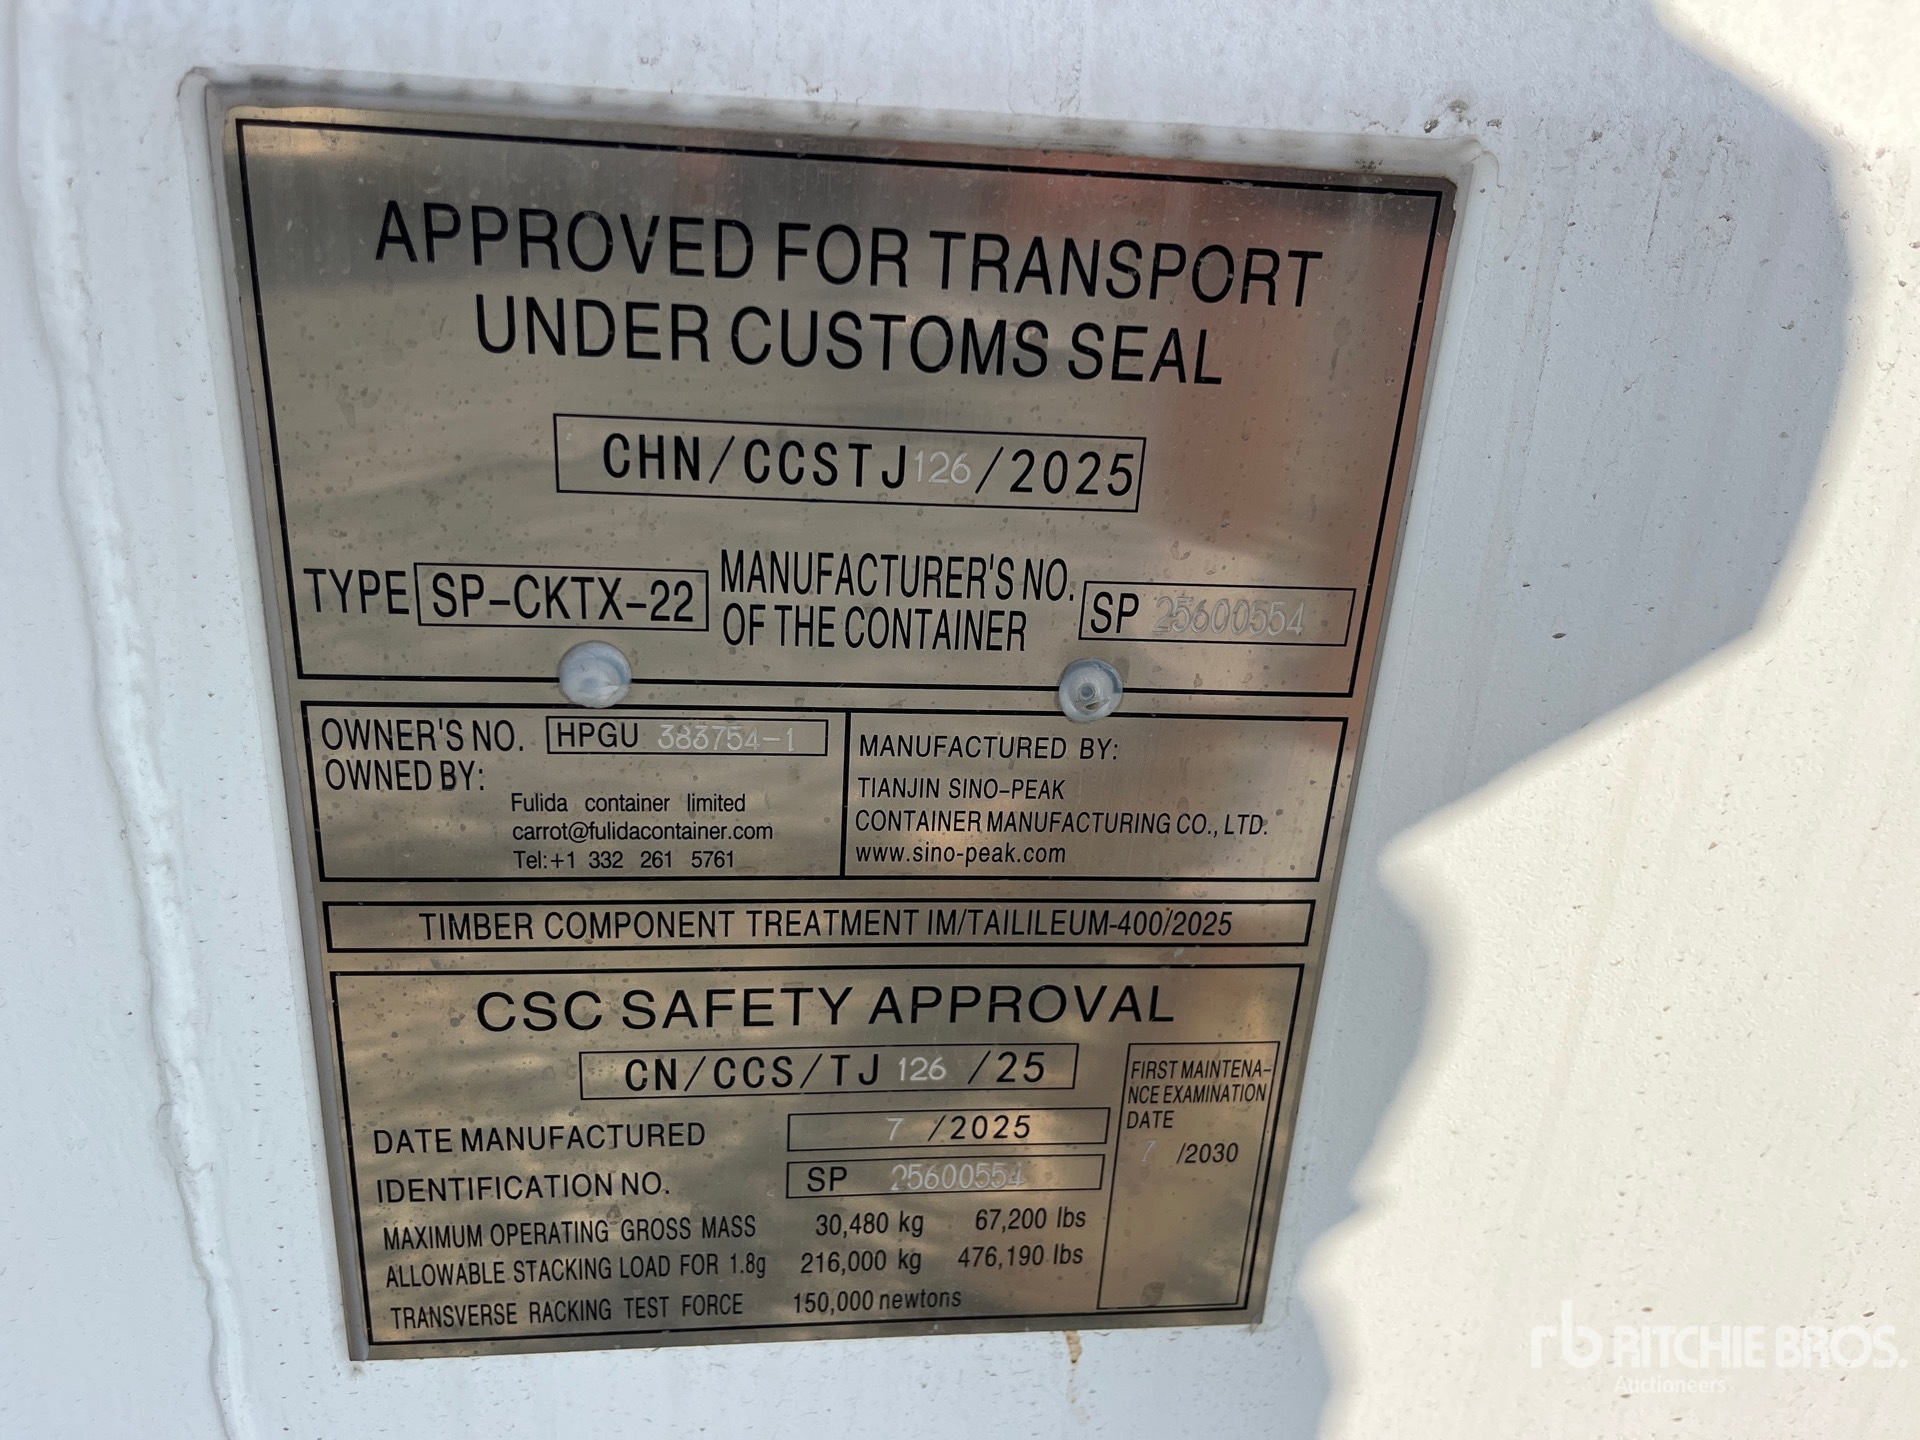 APPROVED FOR TRANSPORT
UNDER CUSTOMS SEAL
CHN/CCSTJ126/2025
TYPE SP-CKTX-22 MANUFACTURER'S NO. OF THE CONTAINER SP 25600554
OWNER'S NO. HPGU 383754-1
OWNED BY:
Fulida container limited
carrot@fulidacontainer.com
Tel:+1 332 261 5761
MANUFACTURED BY:
TIANJIN SINO-PEAK
CONTAINER MANUFACTURING CO., LTD.
www.sino-peak.com
TIMBER COMPONENT TREATMENT IM/TAILILEUM-400/2025
CSC SAFETY APPROVAL
CN/CCS/TJ 126 /25
DATE MANUFACTURED 7 /2025
IDENTIFICATION NO. SP 25600554
MAXIMUM OPERATING GROSS MASS 30,480 kg 67,200 lbs
ALLOWABLE STACKING LOAD FOR 1.8g 216,000 kg 476,190 lbs
TRANSVERSE RACKING TEST FORCE 150,000 newtons
FIRST MAINTENA-
NCE EXAMINATION
DATE
7 /2030
rb RITCHIE BROS.
Auctioneers